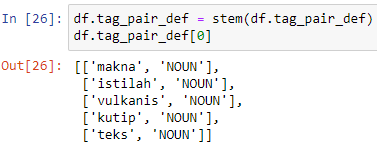 In [26]: df.tag_pair_def = stem(df.tag_pair_def)
df.tag_pair_def[0]
Out[26]: [['makna', 'NOUN'],
['istilah', 'NOUN'],
['vulkanis', 'NOUN'],
['kutip', 'NOUN'],
['teks', 'NOUN']]